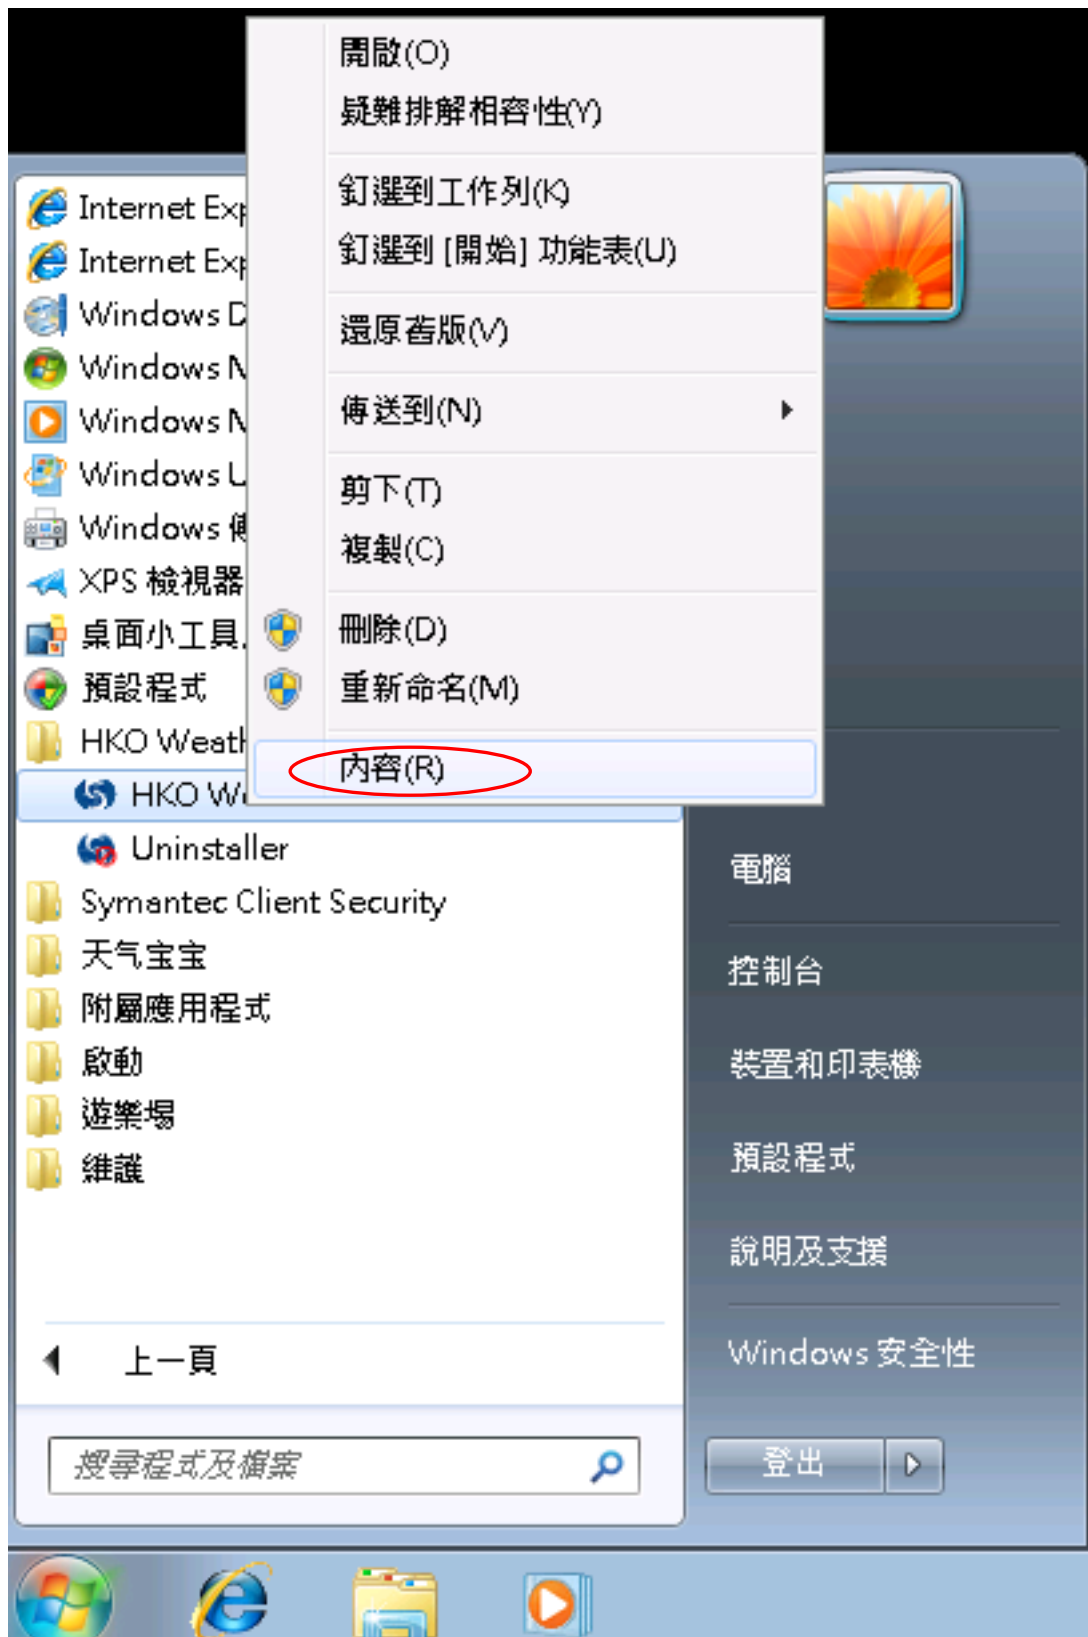 開啟(O)
疑難排解相容性(Y)
釘選到工作列(K)
釘選到 [開始] 功能表(U)
還原舊版(V)
傳送到(N)
剪下(T)
複製(C)
刪除(D)
重新命名(M)
內容(R)
Internet
Internet
Windows
Windows
Windows
Windows
Windows
XPS 檢視器
桌面小工具
預設程式
HKO
HKO
Uninstaller
Symantec Client Security
天气宝宝
附屬應用程式
啟動
遊樂場
維護
上一頁
搜尋程式及檔案
電腦
控制台
裝置和印表機
預設程式
說明及支援
Windows 安全性
登出